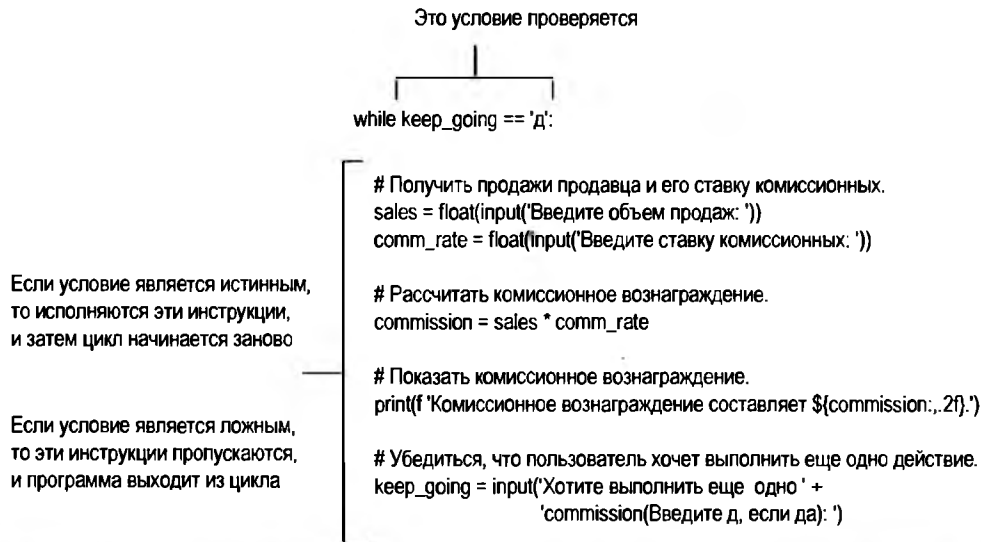 Это условие проверяется
while keep_going == 'д':
# Получить продажи продавца и его ставку комиссионных.
sales = float(input('Введите объем продаж: '))
comm_rate = float(input('Введите ставку комиссионных: '))
Если условие является истинным,
то исполняются эти инструкции,
и затем цикл начинается заново
# Рассчитать комиссионное вознаграждение.
commission = sales * comm_rate
# Показать комиссионное вознаграждение.
print(f 'Комиссионное вознаграждение составляет ${commission:,.2f}.')
Если условие является ложным,
то эти инструкции пропускаются,
и программа выходит из цикла
# Убедиться, что пользователь хочет выполнить еще одно действие.
keep_going = input('Хотите выполнить еще одно ' +
'commission(Введите д, если да): ')